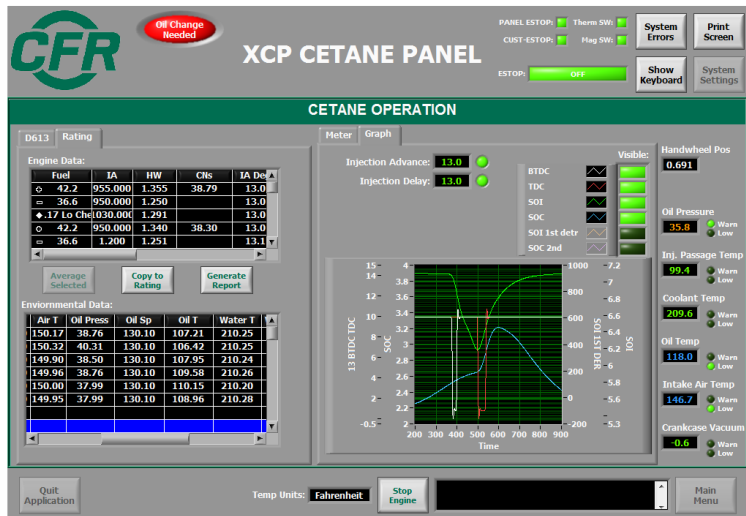 CFR
Oil Change
Needed
XCP CETANE PANEL
PANEL ESTOP: Therm SW:
CUST-ESTOP: Mag SW:
ESTOP: OFF
System
Errors
Print
Screen
Show
Keyboard
System
Settings
CETANE OPERATION
D613 Rating
Engine Data:
Fuel IA HW CNs IA De
42.2 955.000 1.355 38.79 13.0
36.6 950.000 1.250 13.0
.17 Lo Che 1030.000 1.291 13.0
42.2 950.000 1.340 38.30 13.0
36.6 1.200 1.251 13.1
Average
Selected
Copy to
Rating
Generate
Report
Enviornmental Data:
Air T Oil Press Oil Sp Oil T Water T
150.17 38.76 130.10 107.21 210.25
150.32 40.31 130.10 106.42 210.25
149.90 38.50 130.10 107.95 210.24
149.96 38.76 130.10 109.58 210.26
150.00 37.99 130.10 110.15 210.20
149.95 37.99 130.10 108.96 210.28
Meter Graph
Injection Advance: 13.0
Injection Delay: 13.0
Visible:
BTDC
TDC
SOI
SOC
SOI 1st detr
SOC 2nd
15 4 1000 7.2
14 3.8 800 7
12 3.6 600 6.8
10 3.4 400 6.6
8 3.2 200 6.4
6 3 0 6.2
4 2.8 -200 6
2 2.6 5.8
-0.5 2.4 5.6
2.2 5.3
2
13 BTDC TDC
SOC
SOI 1ST DER
SOI
200 300 400 500 600 700 800 900
Time
Handwheel Pos
0.691
Oil Pressure
35.8 Warn
Low
Inj. Passage Temp
99.4 Warn
Low
Coolant Temp
209.6 Warn
Low
Oil Temp
118.0 Warn
Low
Intake Air Temp
146.7 Warn
Low
Crankcase Vacuum
-0.6 Warn
Low
Quit
Application
Temp Units: Fahrenheit
Stop
Engine
Main
Menu